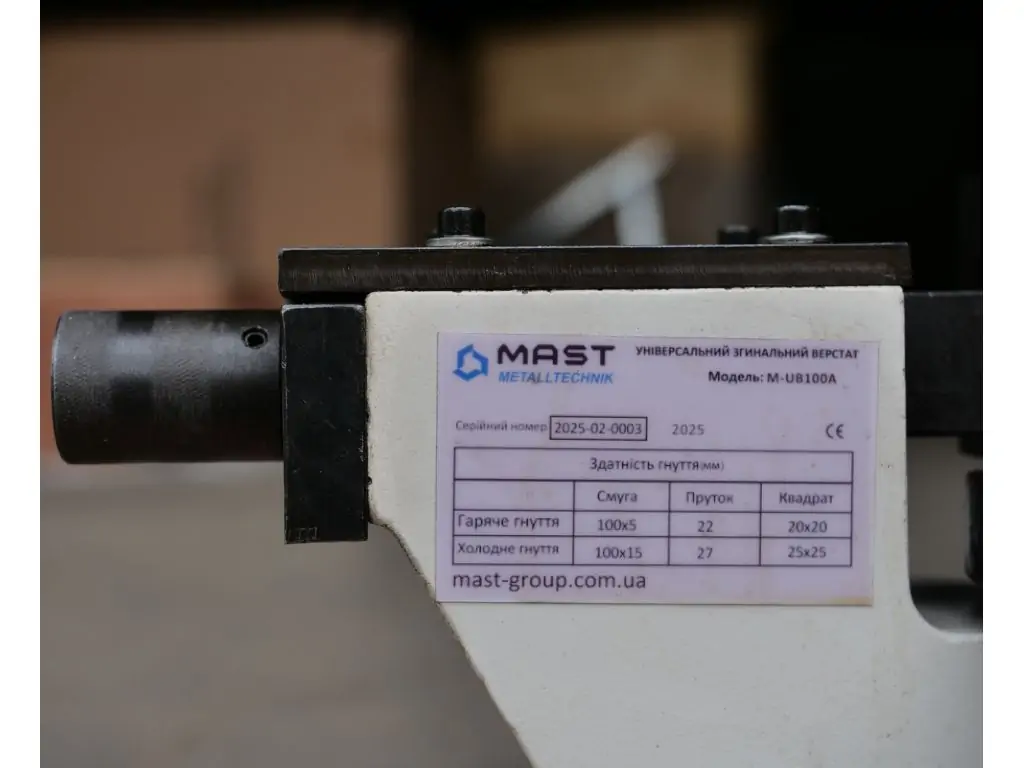 MAST
METALLTECHNIK
УНІВЕРСАЛЬНИЙ ЗГИНАЛЬНИЙ ВЕРСТАТ
Модель: M-UB100A
Серійний номер 2025-02-0003 2025 CE
Здатність гнуття(мм)
Смуга Пруток Квадрат
Гаряче гнуття 100x5 22 20x20
Холодне гнуття 100x15 27 25x25
mast-group.com.ua